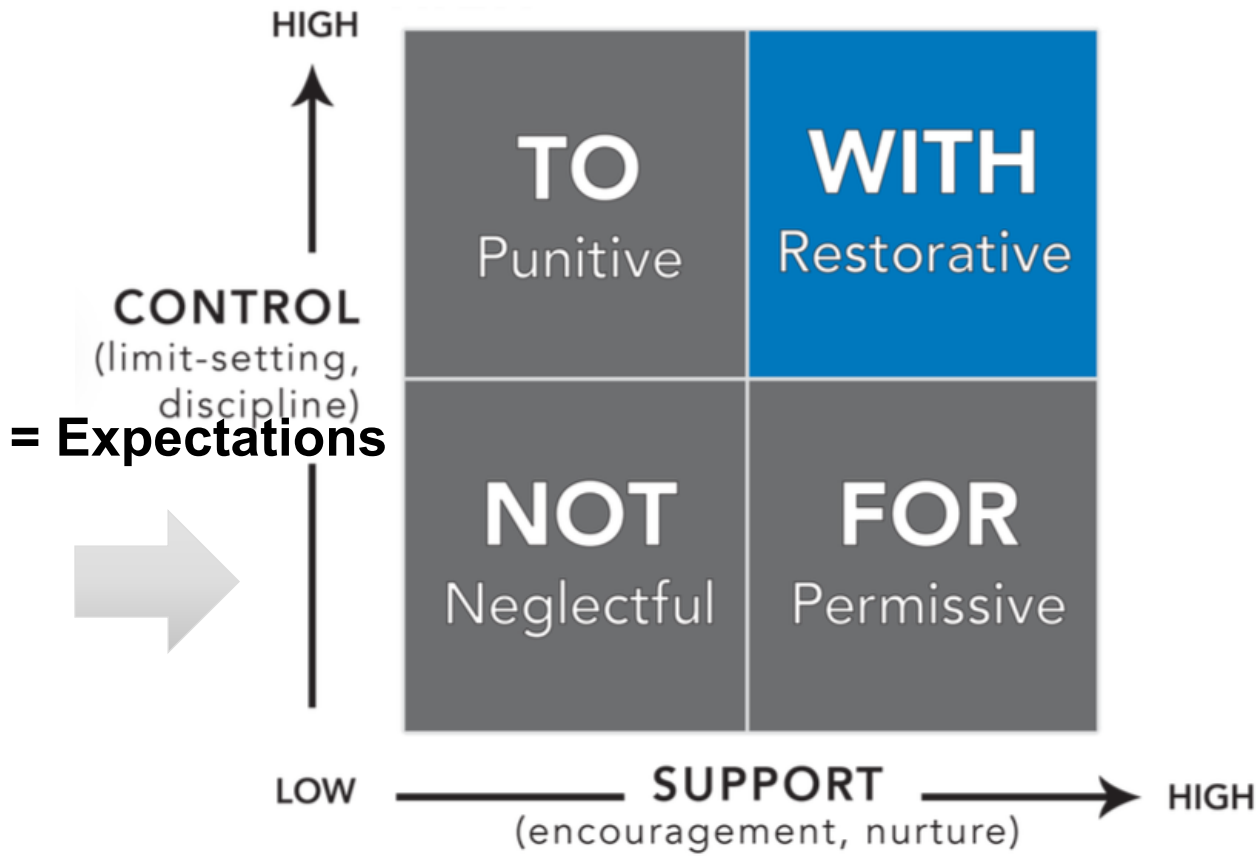 HIGH
TO
Punitive
WITH
Restorative
CONTROL
(limit-setting,
discipline)
= Expectations
NOT
Neglectful
FOR
Permissive
LOW
SUPPORT
(encouragement, nurture)
HIGH